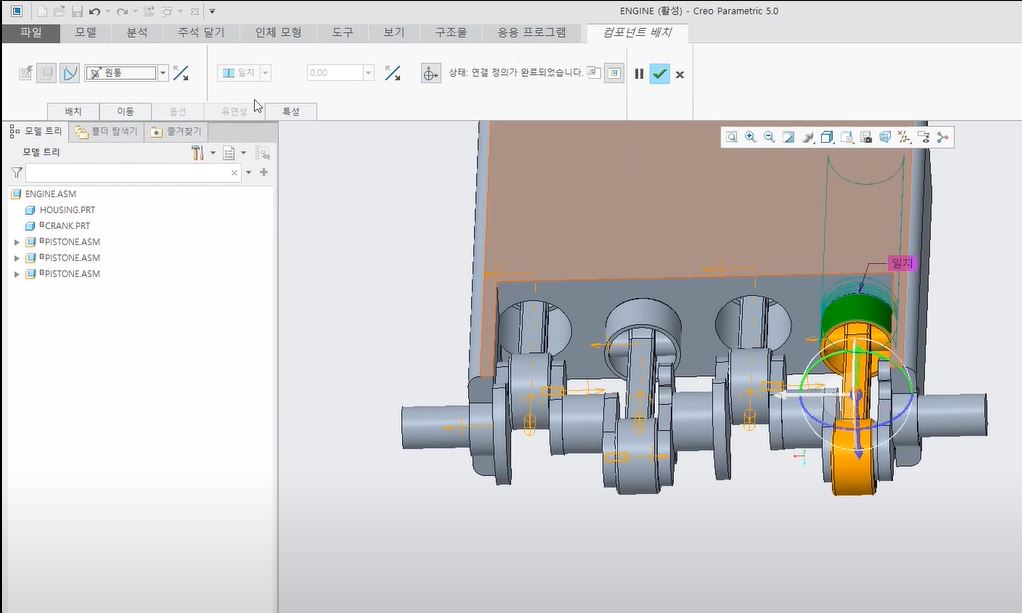 ENGINE (활성) - Creo Parametric 5.0
파일 모델 분석 주석 달기 인체 모형 도구 보기 구조물 응용 프로그램 컴포넌트 배치
원통 일치 0.00 상태: 연결 정의가 완료되었습니다.
배치 이동 옵션 유연성 특성
모델 트리 폴더 탐색기 즐겨찾기
모델 트리
ENGINE.ASM
HOUSING.PRT
CRANK.PRT
PISTONE.ASM
PISTONE.ASM
PISTONE.ASM
일치